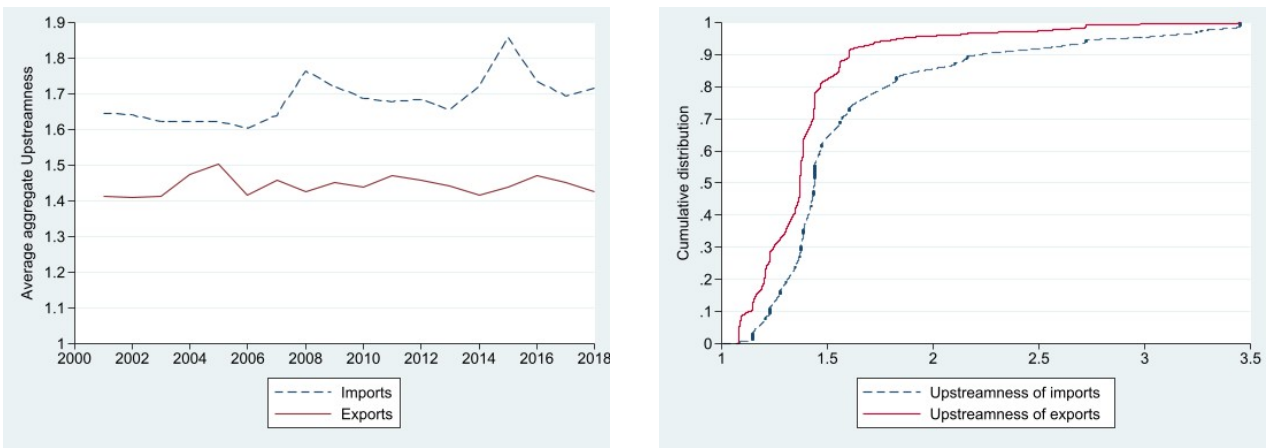 Average aggregate Upstreamness
1.9
1.8
1.7
1.6
1.5
1.4
1.3
1.2
1.1
1
2000 2002 2004 2006 2008 2010 2012 2014 2016 2018
Imports
Exports
Cumulative distribution
1
.9
.8
.7
.6
.5
.4
.3
.2
.1
0
1 1.5 2 2.5 3 3.5
Upstreamness of imports
Upstreamness of exports